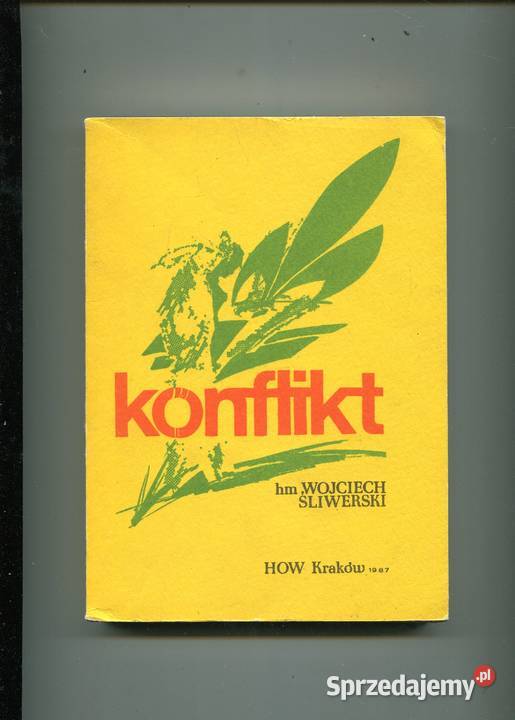 konflikt
hm WOJCIECH
ŚLIWERSKI
HOW Kraków 1987
Sprzedajemy.pl